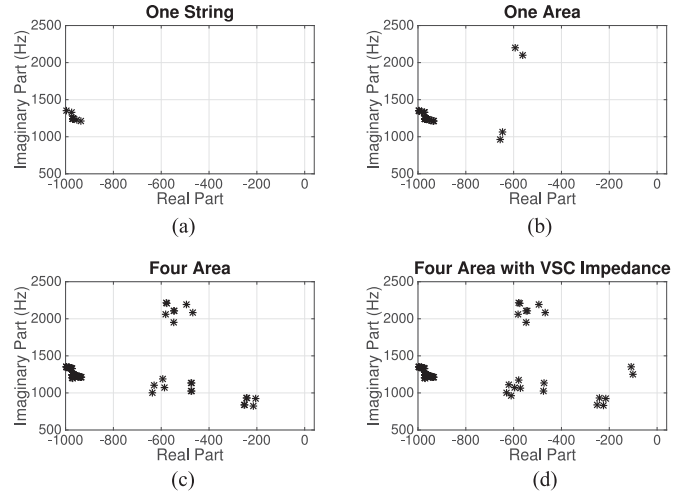 One String
Imaginary Part (Hz)
2500
2000
1500
1000
500
-1000 -800 -600 -400 -200 0
Real Part
(a)
One Area
Imaginary Part (Hz)
2500
2000
1500
1000
500
-1000 -800 -600 -400 -200 0
Real Part
(b)
Four Area
Imaginary Part (Hz)
2500
2000
1500
1000
500
-1000 -800 -600 -400 -200 0
Real Part
(c)
Four Area with VSC Impedance
Imaginary Part (Hz)
2500
2000
1500
1000
500
-1000 -800 -600 -400 -200 0
Real Part
(d)